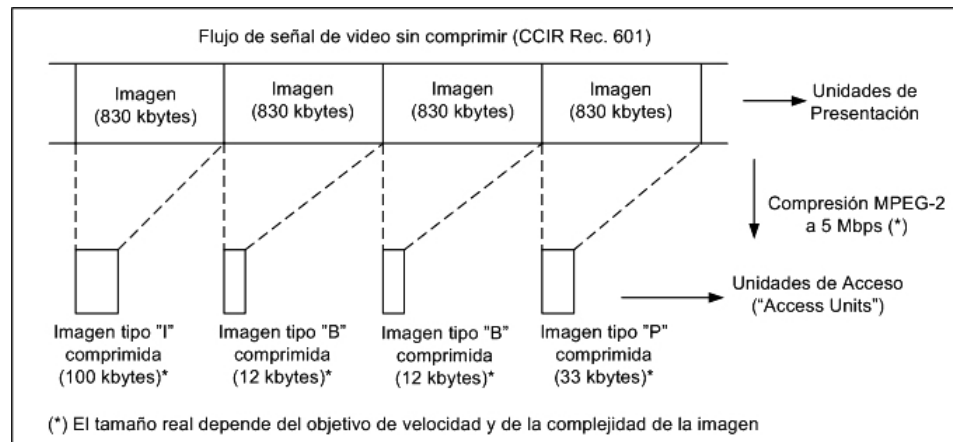 Flujo de señal de video sin comprimir (CCIR Rec. 601)
Imagen
(830 kbytes)
Imagen
(830 kbytes)
Imagen
(830 kbytes)
Imagen
(830 kbytes)
Unidades de
Presentación
Compresión MPEG-2
a 5 Mbps (*)
Unidades de Acceso
(“Access Units”)
Imagen tipo "I"
comprimida
(100 kbytes)*
Imagen tipo "B"
comprimida
(12 kbytes)*
Imagen tipo "B"
comprimida
(12 kbytes)*
Imagen tipo "P"
comprimida
(33 kbytes)*
(*) El tamaño real depende del objetivo de velocidad y de la complejidad de la imagen